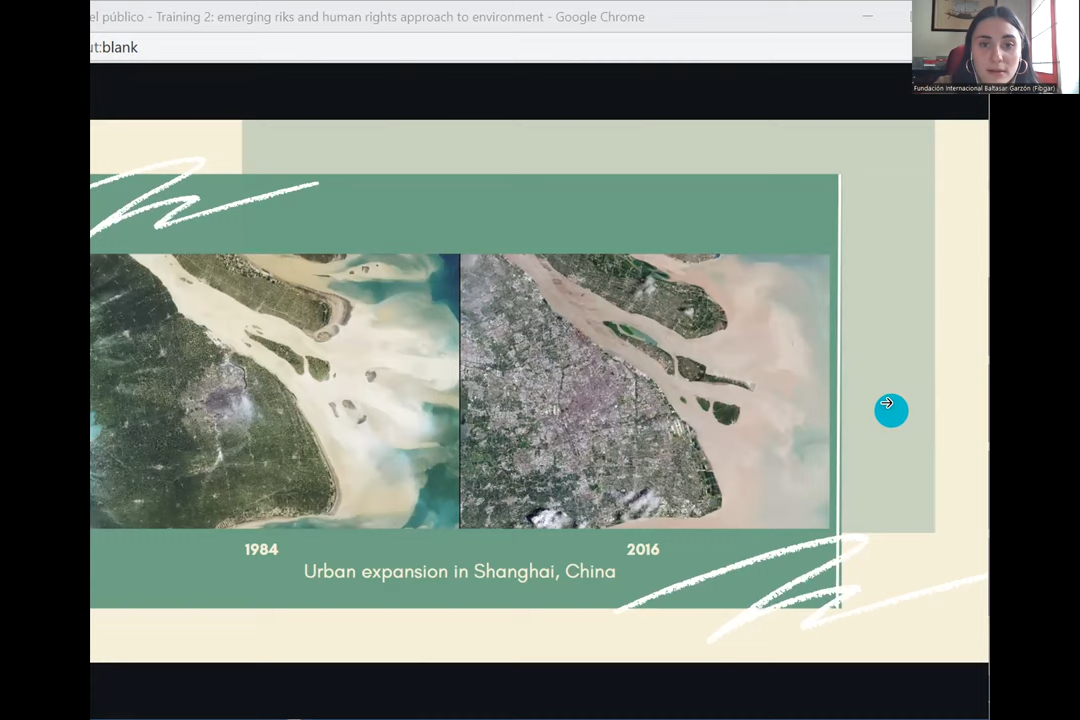 el público - Training 2: emerging riks and human rights approach to environment - Google Chrome
ut:blank
Fundación Internacional Baltasar Garzón (Fibgar)
1984
2016
Urban expansion in Shanghai, China